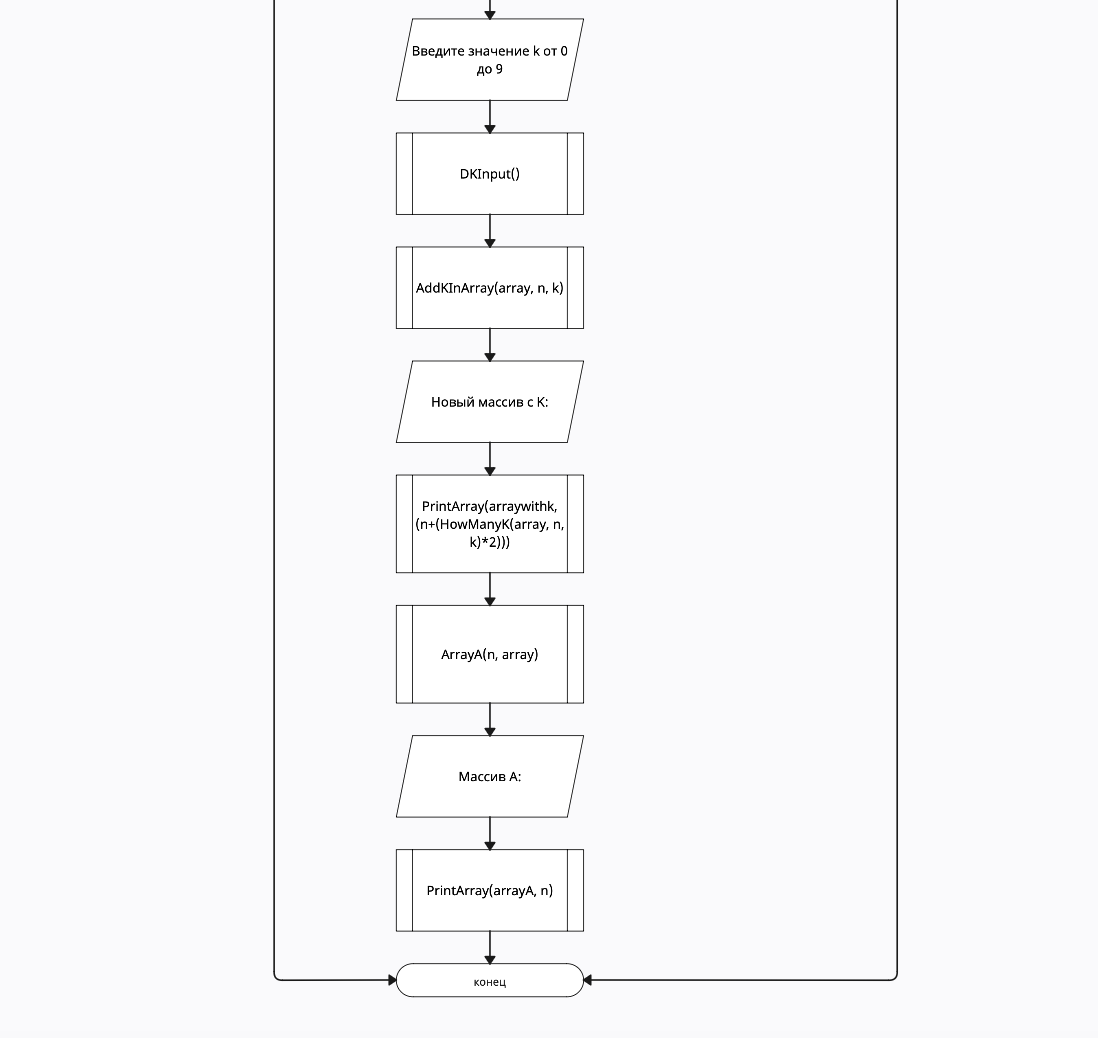 Введите значение k от 0
до 9
DKInput()
AddKInArray(array, n, k)
Новый массив с K:
PrintArray(arraywithk,
(n+(HowManyK(array, n,
k)*2)))
ArrayA(n, array)
Массив A:
PrintArray(arrayA, n)
конец